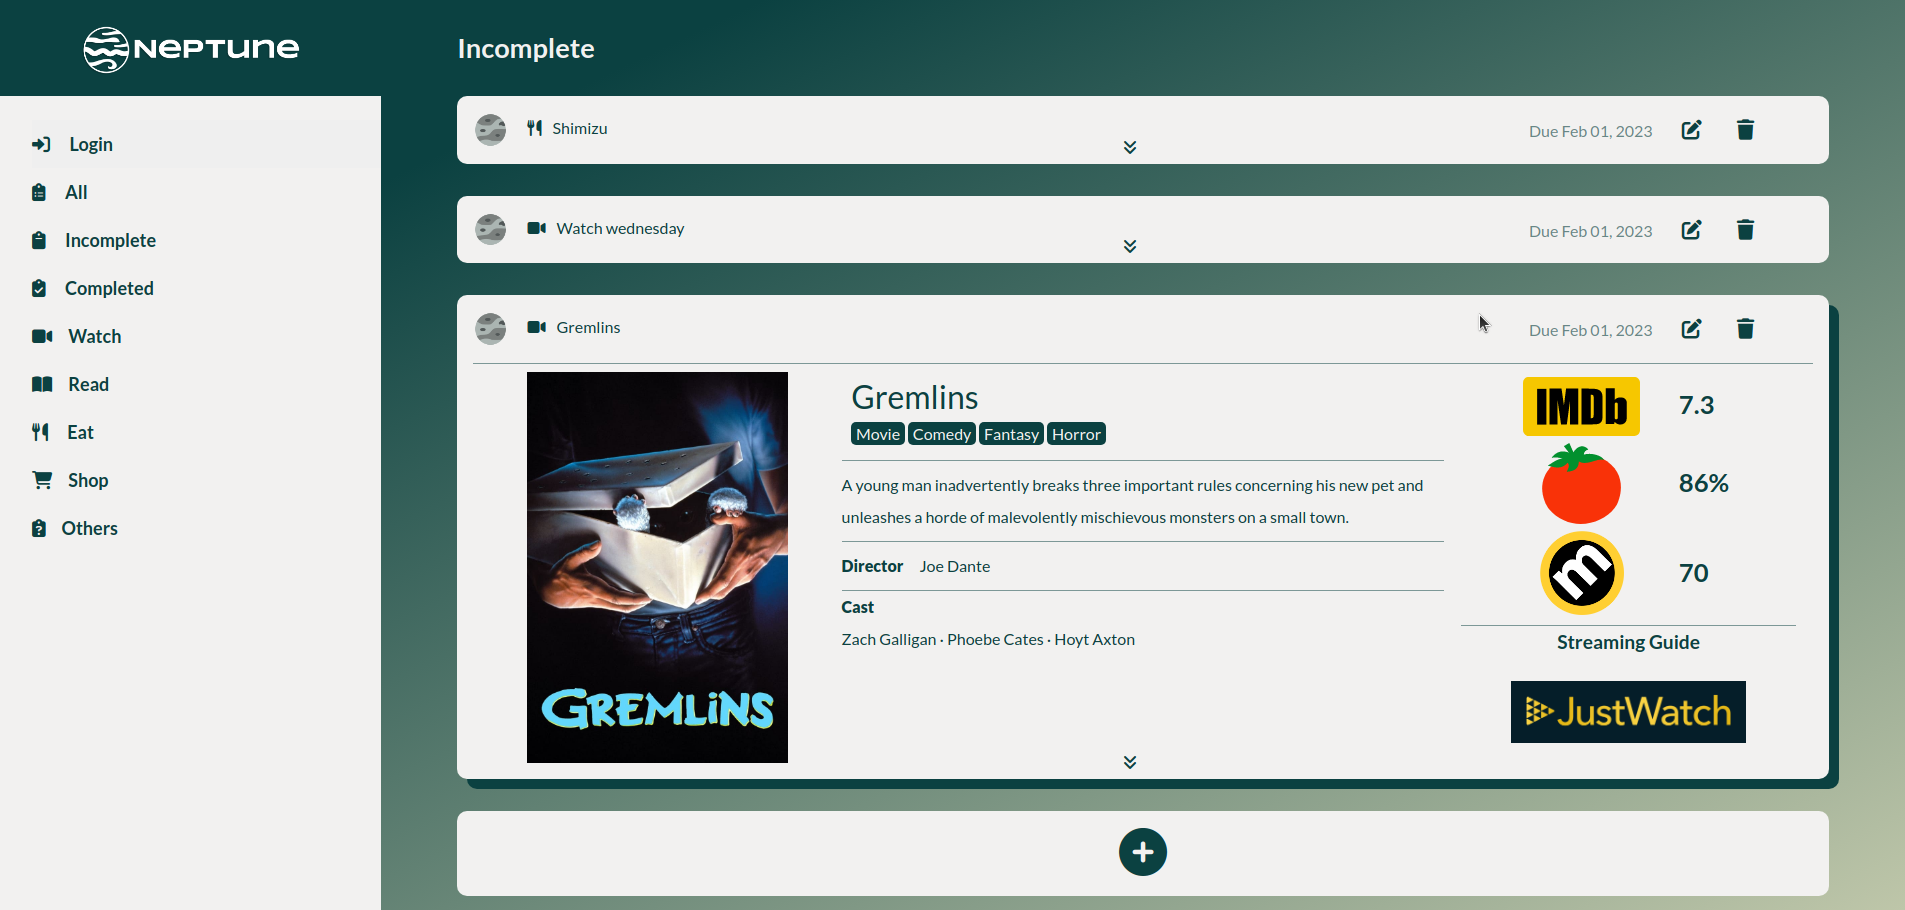 NEPTUNE
Incomplete
Login
All
Incomplete
Completed
Watch
Read
Eat
Shop
Others
Shimizu
Due Feb 01, 2023
Watch wednesday
Due Feb 01, 2023
Gremlins
Due Feb 01, 2023
GREMLiNS
Gremlins
Movie Comedy Fantasy Horror
A young man inadvertently breaks three important rules concerning his new pet and
unleashes a horde of malevolently mischievous monsters on a small town.
Director Joe Dante
Cast
Zach Galligan · Phoebe Cates · Hoyt Axton
IMDb 7.3
86%
m 70
Streaming Guide
JustWatch